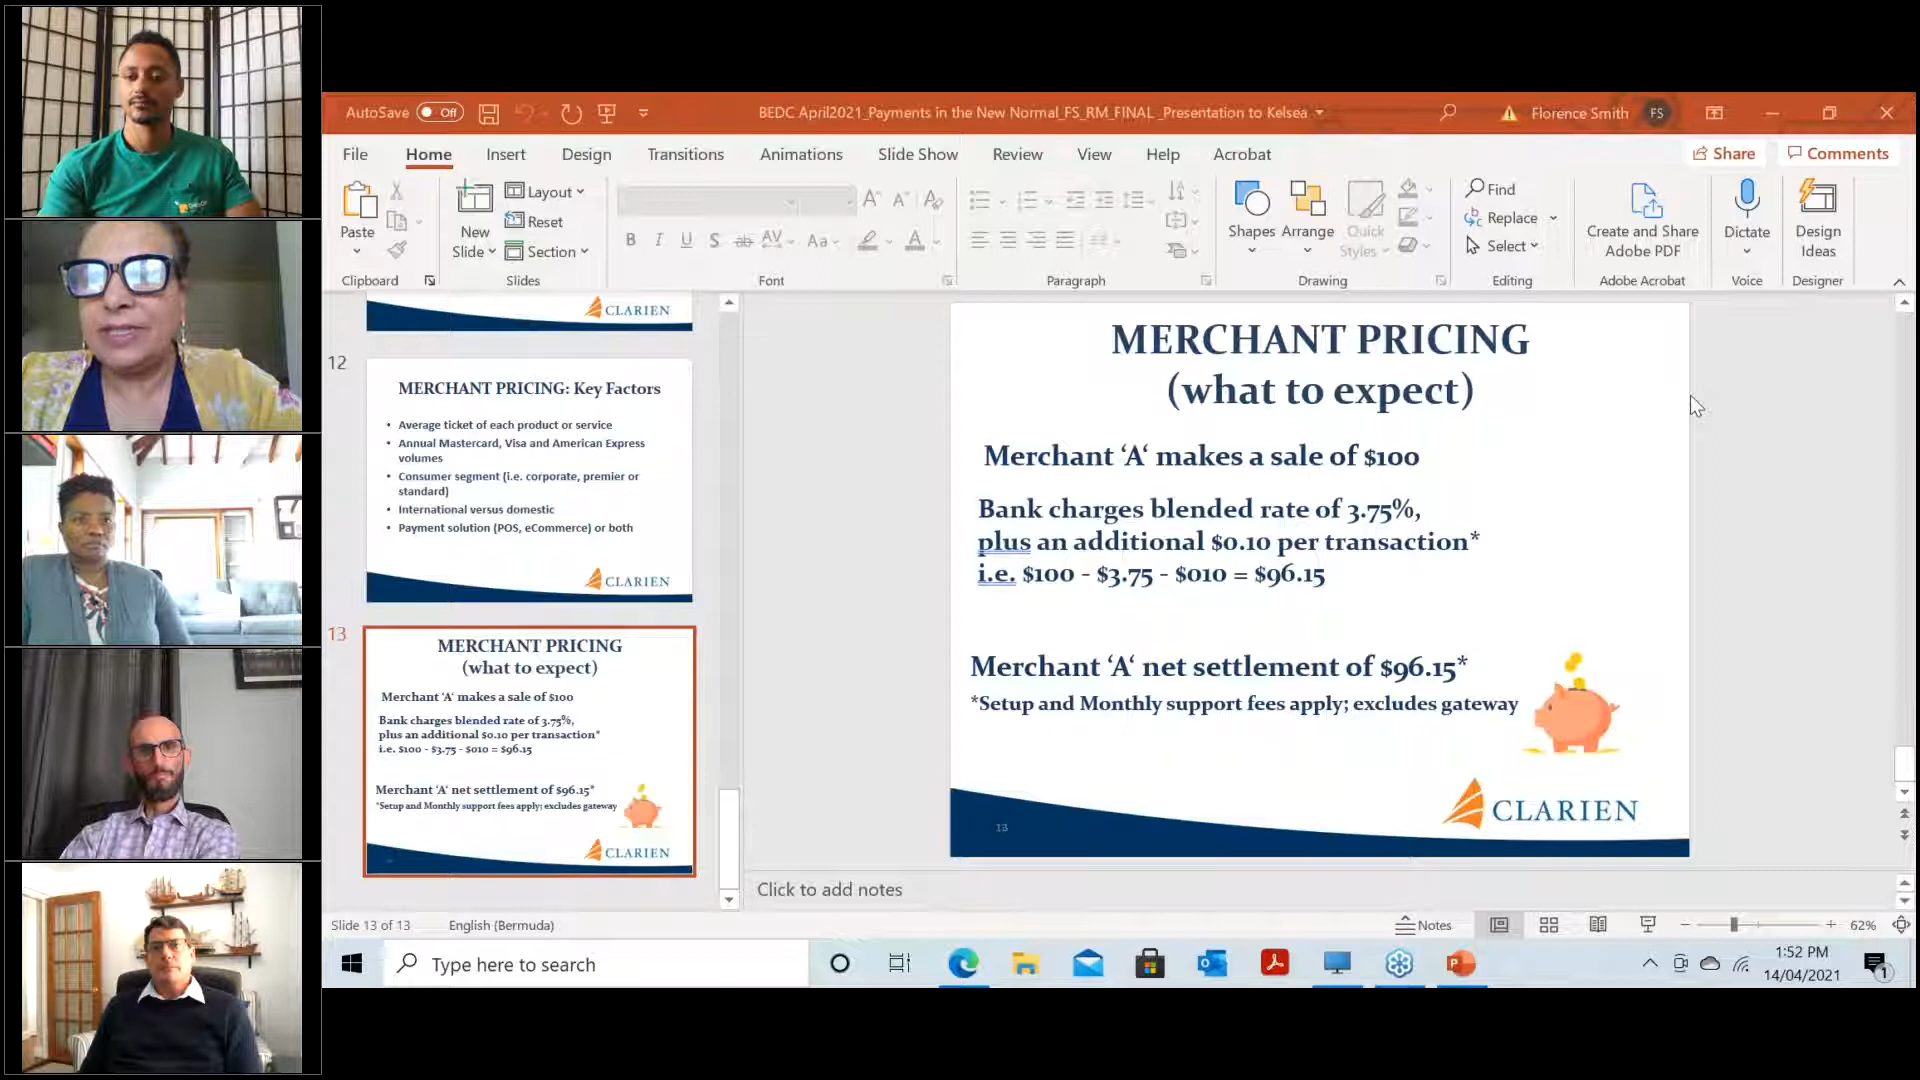 AutoSave Off
BEDC April2021_Payments in the New Normal_FS_RM_FINAL _Presentation to Kelsea
Florence Smith FS
File Home Insert Design Transitions Animations Slide Show Review View Help Acrobat
Share Comments
Paste
Clipboard
New
Slide
Layout
Reset
Section
Slides
B I U S ab AV Aa A
Font
Paragraph
Shapes
Arrange
Quick
Styles
Drawing
Find
Replace
Select
Editing
Create and Share
Adobe PDF
Adobe Acrobat
Dictate
Voice
Design
Ideas
Designer
CLARIEN
12
MERCHANT PRICING: Key Factors
• Average ticket of each product or service
• Annual Mastercard, Visa and American Express
volumes
• Consumer segment (i.e. corporate, premier or
standard)
• International versus domestic
• Payment solution (POS, eCommerce) or both
CLARIEN
13
MERCHANT PRICING
(what to expect)
Merchant ‘A‘ makes a sale of $100
Bank charges blended rate of 3.75%,
plus an additional $0.10 per transaction*
i.e. $100 - $3.75 - $010 = $96.15
Merchant ‘A‘ net settlement of $96.15*
*Setup and Monthly support fees apply; excludes gateway
CLARIEN
MERCHANT PRICING
(what to expect)
Merchant ‘A‘ makes a sale of $100
Bank charges blended rate of 3.75%,
plus an additional $0.10 per transaction*
i.e. $100 - $3.75 - $010 = $96.15
Merchant ‘A‘ net settlement of $96.15*
*Setup and Monthly support fees apply; excludes gateway
CLARIEN
13
Click to add notes
Slide 13 of 13
English (Bermuda)
Notes
62%
Type here to search
1:52 PM
14/04/2021
1